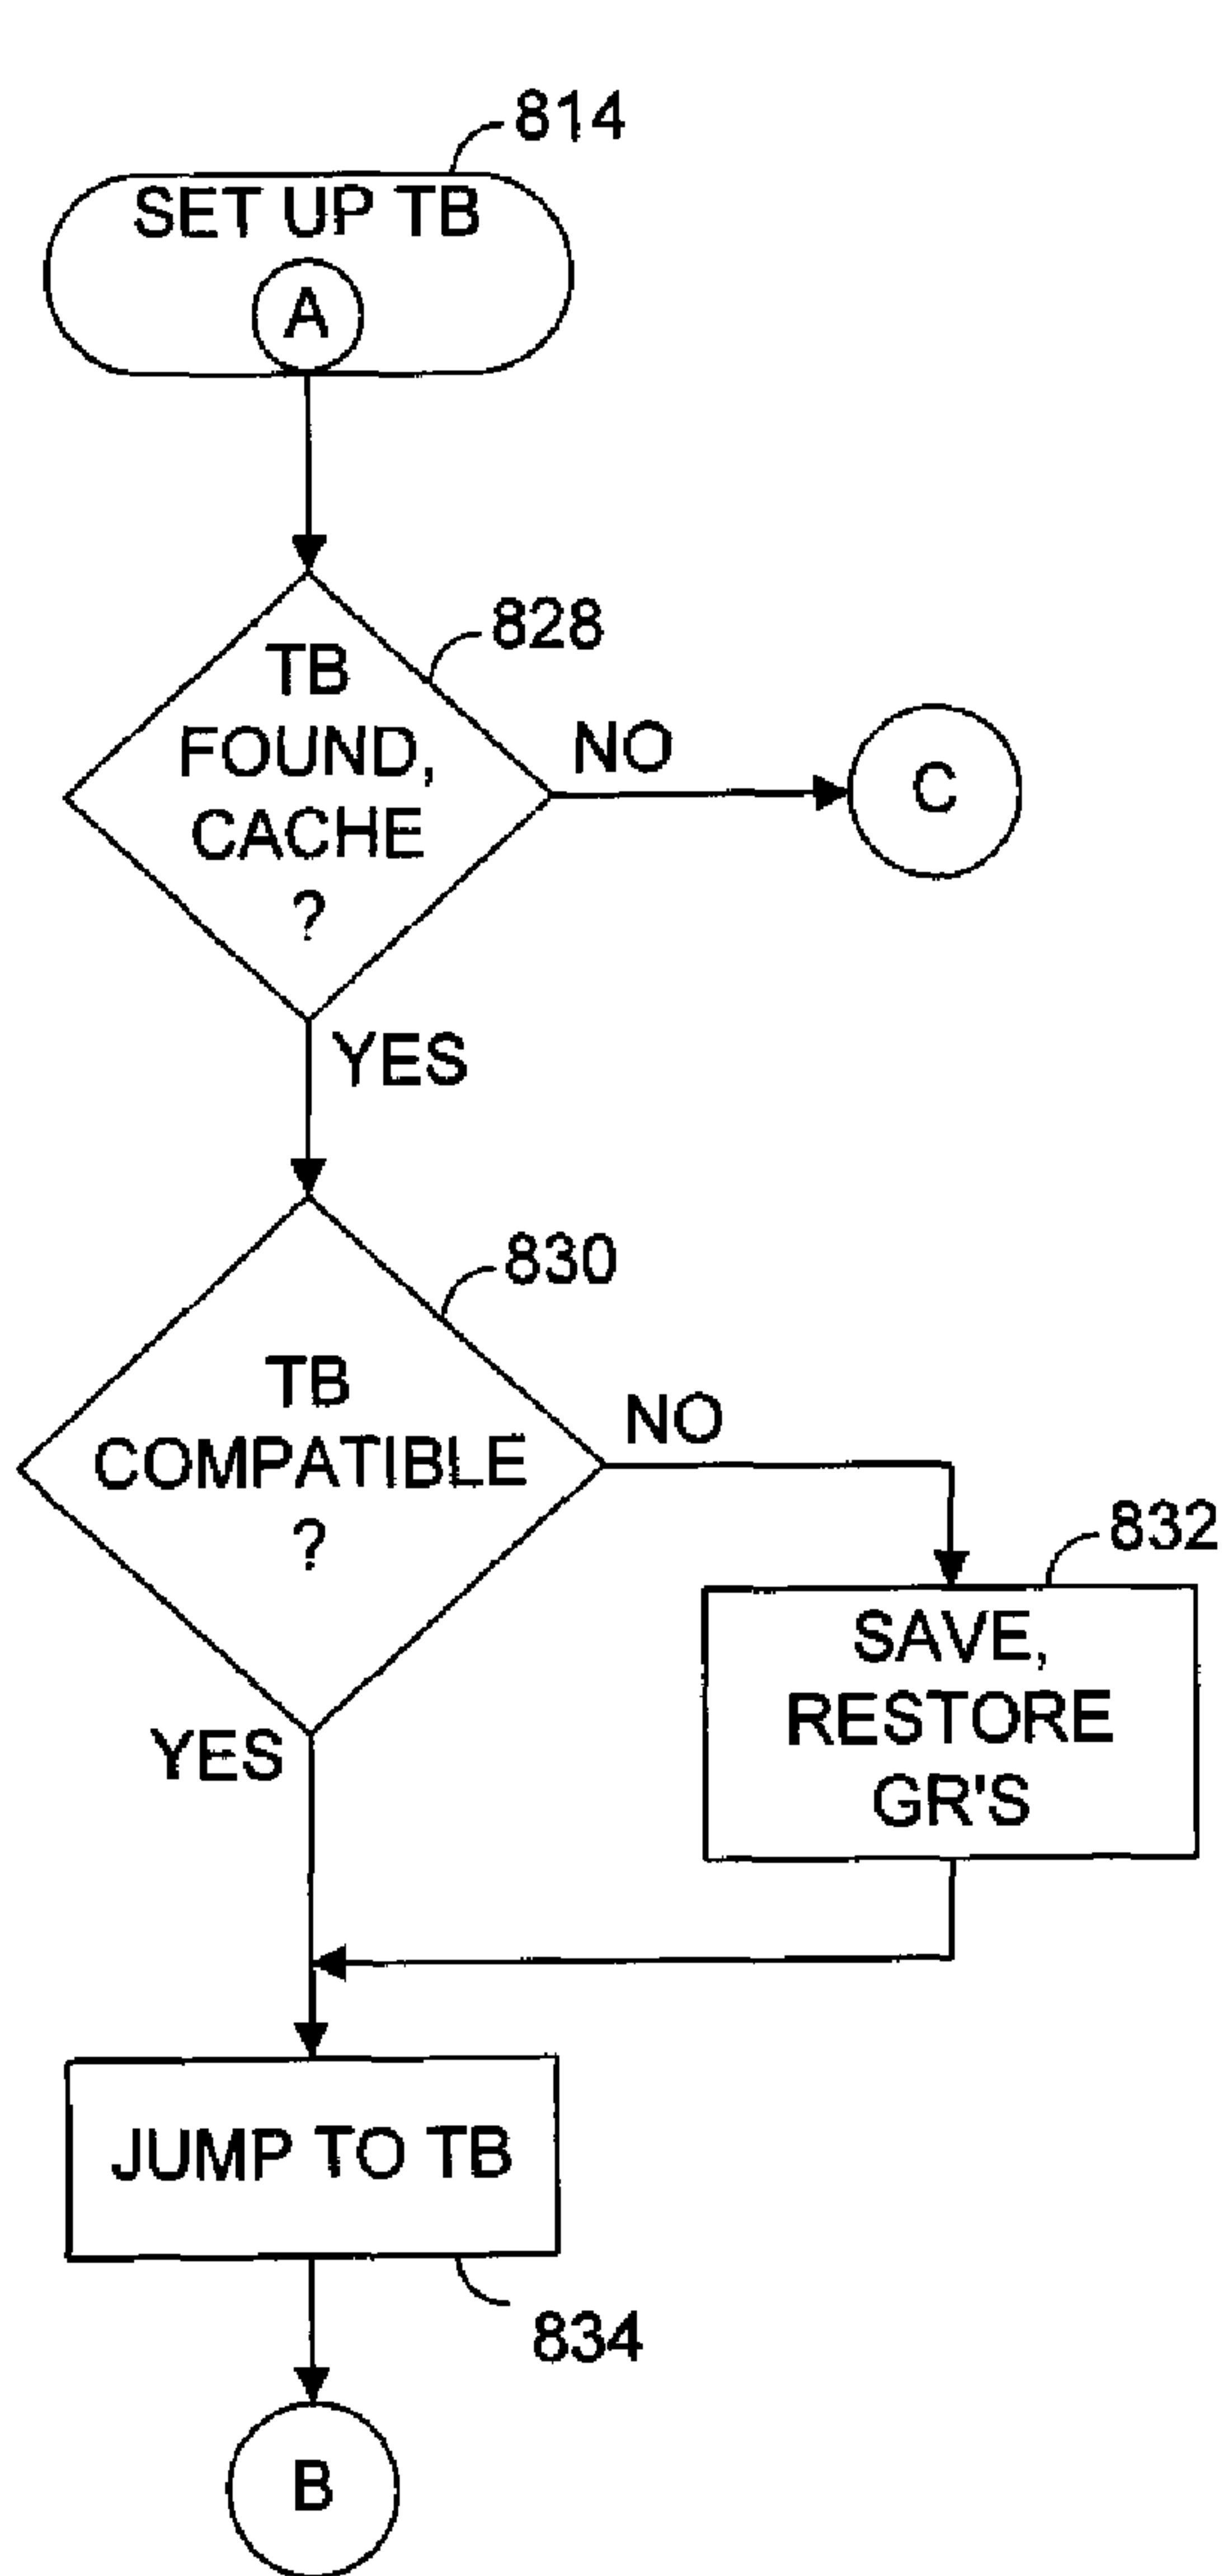 814
SET UP TB
A
828
TB
FOUND,
CACHE
?
NO
C
YES
830
TB
COMPATIBLE
?
NO
832
SAVE,
RESTORE
GR'S
YES
JUMP TO TB
834
B